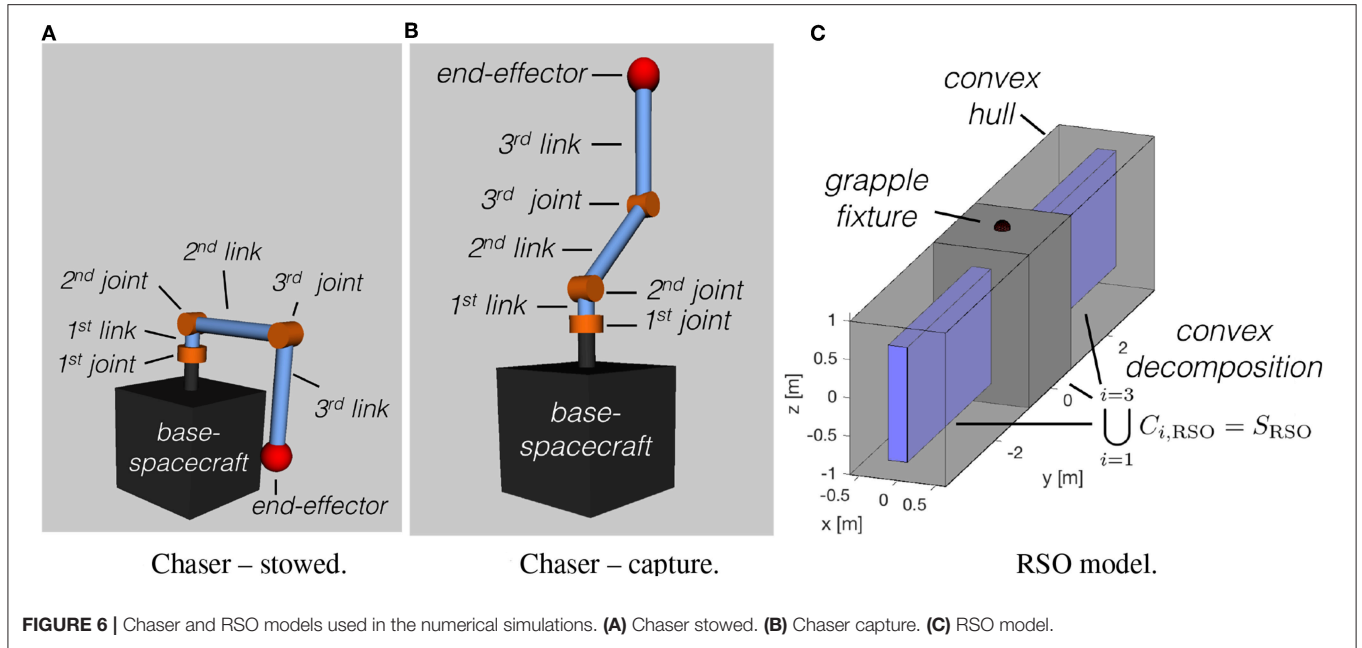 A
2nd link
2nd joint
3rd joint
1st link
1st joint
3rd link
base-
spacecraft
end-effector
Chaser – stowed.
B
end-effector
3rd link
3rd joint
2nd link
1st link
2nd joint
1st joint
base-
spacecraft
Chaser – capture.
C
convex
hull
grapple
fixture
convex
decomposition
1
0.5
0
-0.5
-1
z [m]
-0.5
0
0.5
x [m]
-2
0
2
y [m]
i=3
⋃ C_{i,RSO} = S_{RSO}
i=1
RSO model.
FIGURE 6 | Chaser and RSO models used in the numerical simulations. (A) Chaser stowed. (B) Chaser capture. (C) RSO model.